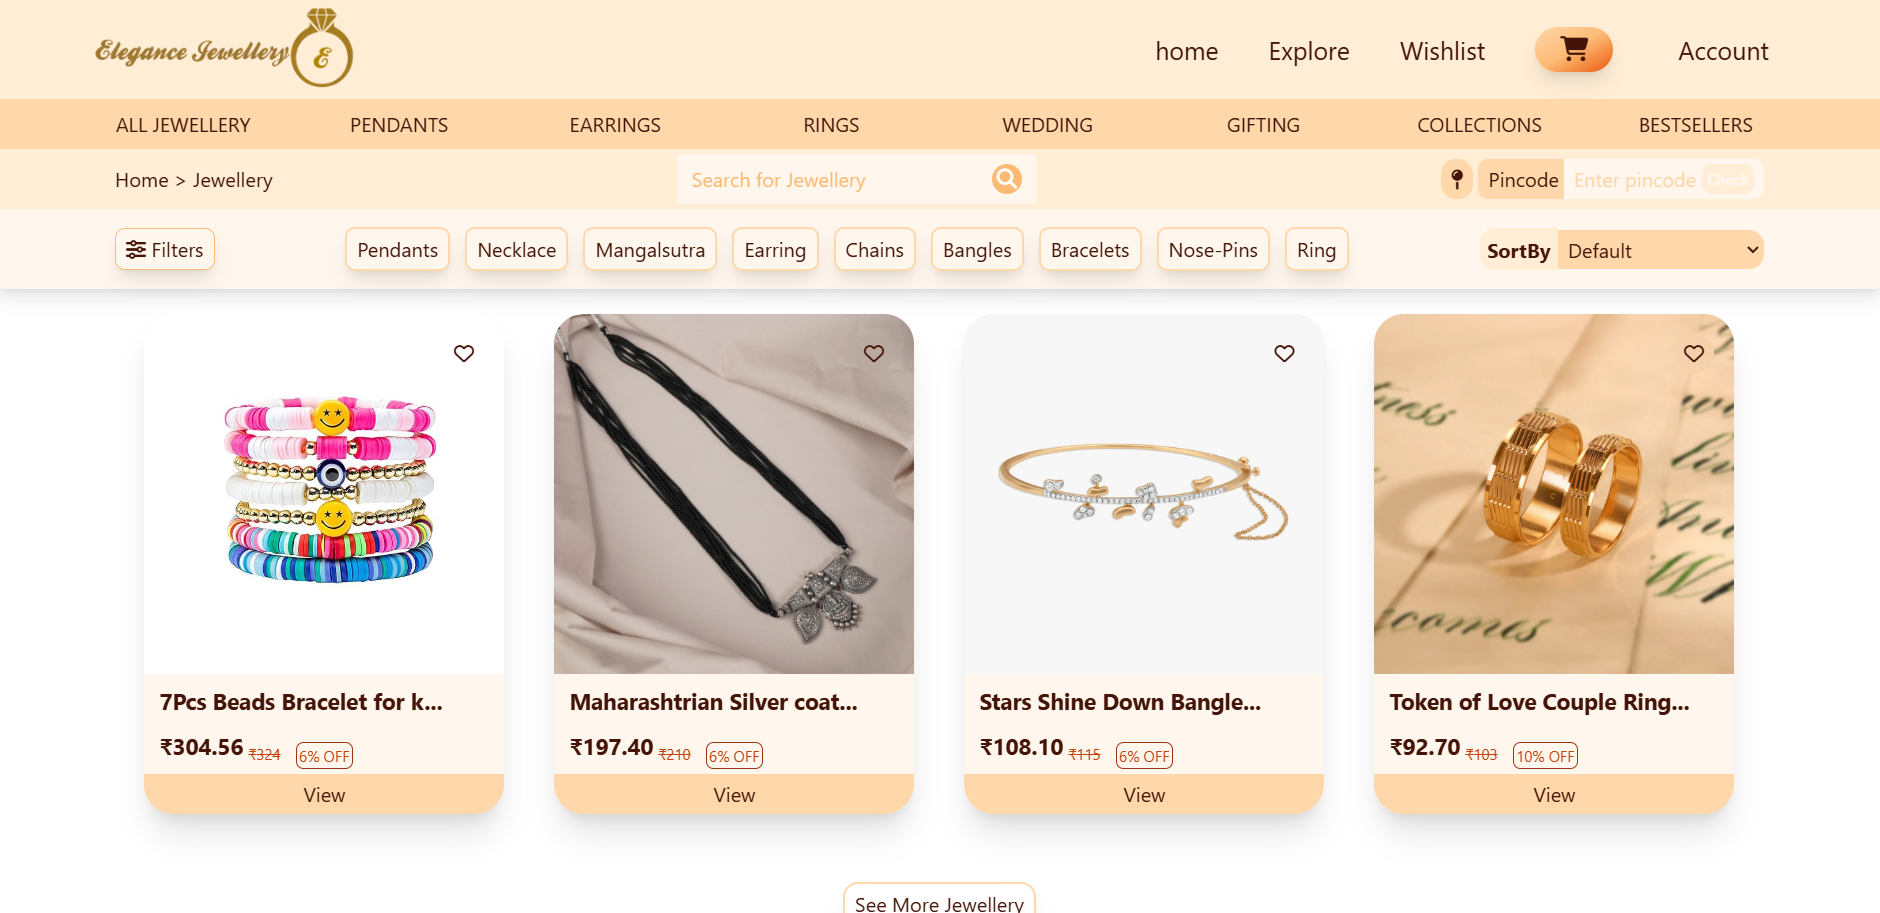 Elegance Jewellery E
home Explore Wishlist Account
ALL JEWELLERY PENDANTS EARRINGS RINGS WEDDING GIFTING COLLECTIONS BESTSELLERS
Home > Jewellery Search for Jewellery Pincode Enter pincode Check
Filters Pendants Necklace Mangalsutra Earring Chains Bangles Bracelets Nose-Pins Ring SortBy Default
7Pcs Beads Bracelet for k...
₹304.56 ₹324 6% OFF
View
Maharashtrian Silver coat...
₹197.40 ₹210 6% OFF
View
Stars Shine Down Bangle...
₹108.10 ₹115 6% OFF
View
comes
Token of Love Couple Ring...
₹92.70 ₹103 10% OFF
View
See More Jewellery